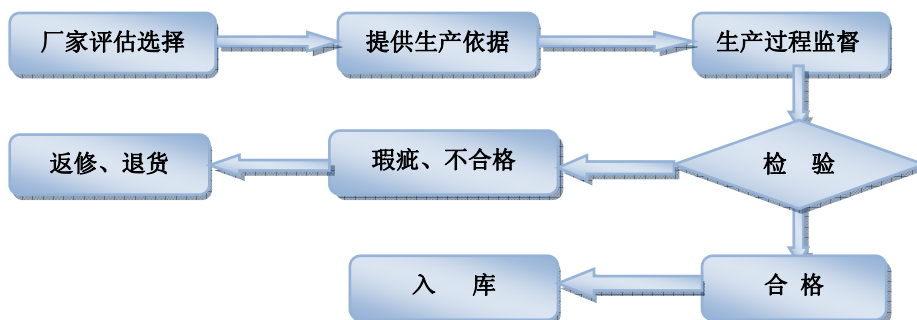 厂家评估选择
提供生产依据
生产过程监督
返修、退货
瑕疵、不合格
检 验
入 库
合 格